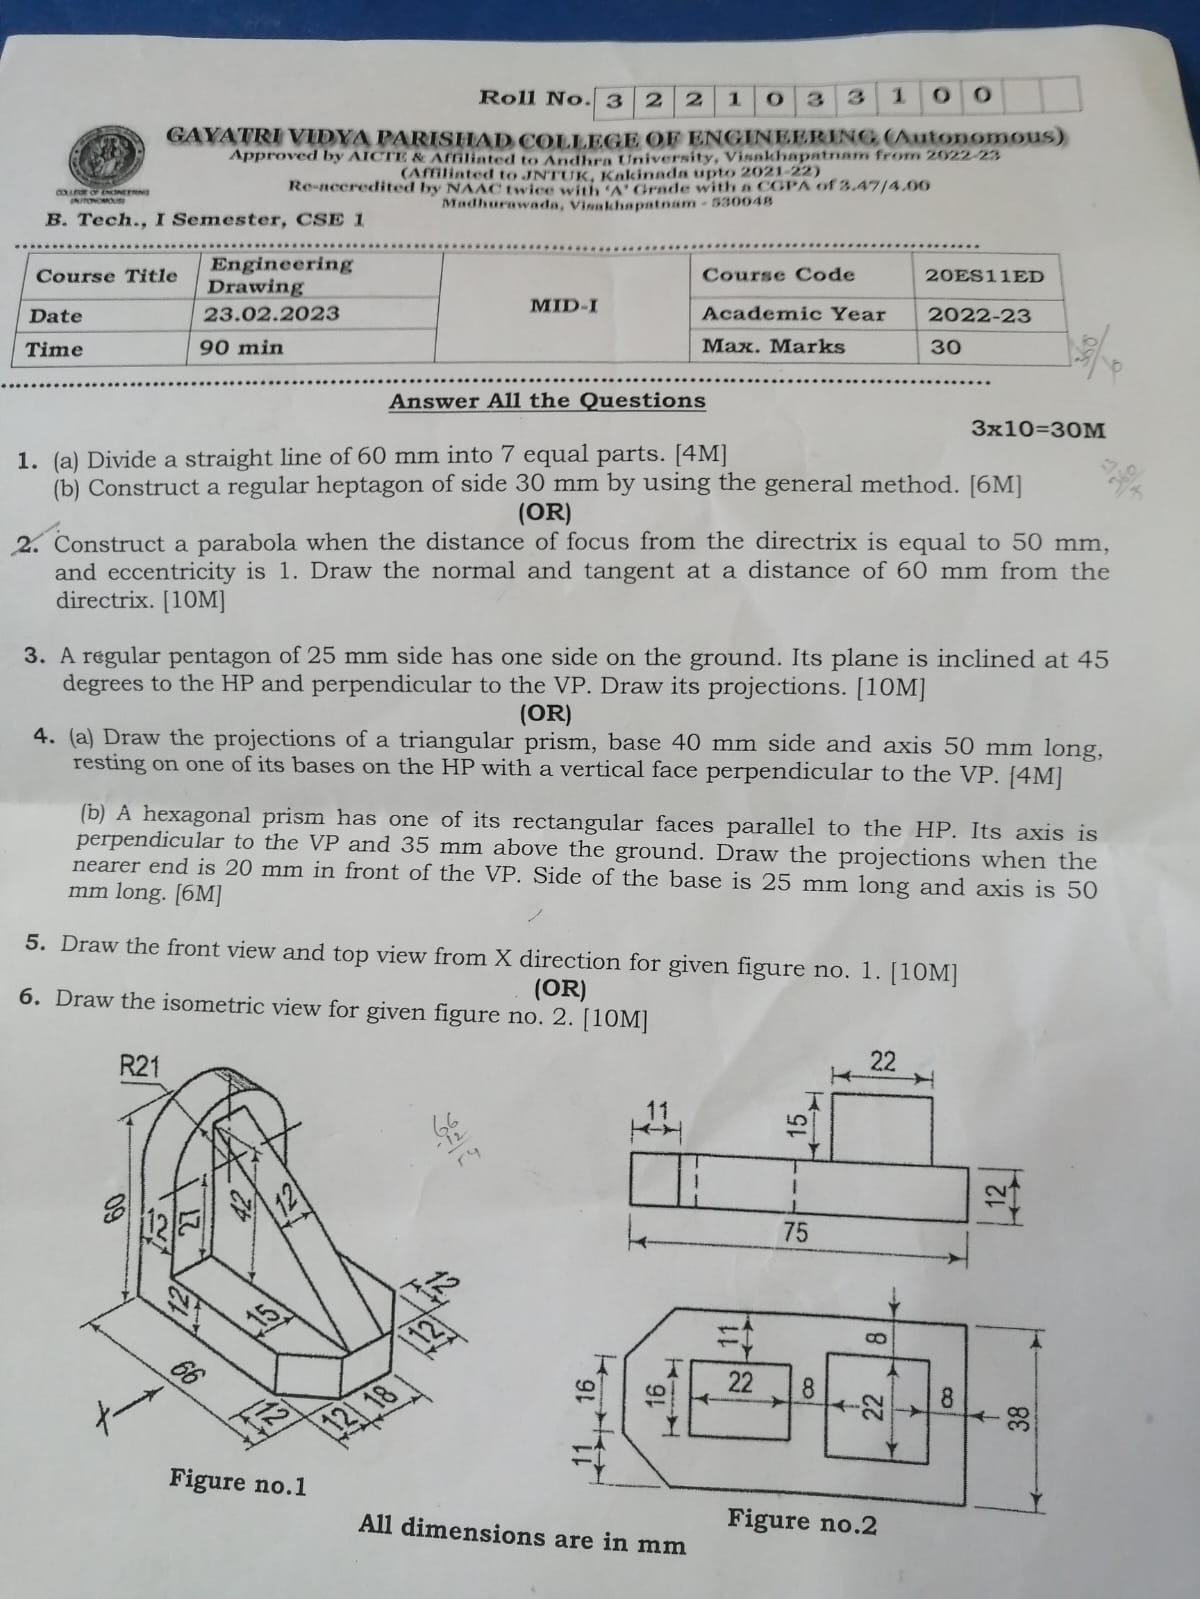 Roll No. 3 2 2 1 0 3 3 1 0 0
GAYATRI VIDYA PARISHAD COLLEGE OF ENGINEERING (Autonomous)
Approved by AICTE & Affiliated to Andhra University, Visakhapatnam from 2022-23
(Affiliated to JNTUK, Kakinada upto 2021-22)
Re-accredited by NAAC twice with 'A' Grade with a CGPA of 3.47/4.00
Madhurawada, Visakhapatnam - 530048
COLLEGE OF ENGINEERING
(AUTONOMOUS)
B. Tech., I Semester, CSE 1
Course Title Engineering Drawing MID-I Course Code 20ES11ED
Date 23.02.2023 Academic Year 2022-23
Time 90 min Max. Marks 30
Answer All the Questions
3x10=30M
1. (a) Divide a straight line of 60 mm into 7 equal parts. [4M]
(b) Construct a regular heptagon of side 30 mm by using the general method. [6M]
(OR)
2. Construct a parabola when the distance of focus from the directrix is equal to 50 mm,
and eccentricity is 1. Draw the normal and tangent at a distance of 60 mm from the
directrix. [10M]
3. A regular pentagon of 25 mm side has one side on the ground. Its plane is inclined at 45
degrees to the HP and perpendicular to the VP. Draw its projections. [10M]
(OR)
4. (a) Draw the projections of a triangular prism, base 40 mm side and axis 50 mm long,
resting on one of its bases on the HP with a vertical face perpendicular to the VP. [4M]
(b) A hexagonal prism has one of its rectangular faces parallel to the HP. Its axis is
perpendicular to the VP and 35 mm above the ground. Draw the projections when the
nearer end is 20 mm in front of the VP. Side of the base is 25 mm long and axis is 50
mm long. [6M]
5. Draw the front view and top view from X direction for given figure no. 1. [10M]
(OR)
6. Draw the isometric view for given figure no. 2. [10M]
R21
60
12
27
42
12
12
15
12
12
66
X
12
12
18
Figure no.1
22
11
15
12
75
11
8
16
16
22
8
22
8
38
11
Figure no.2
All dimensions are in mm